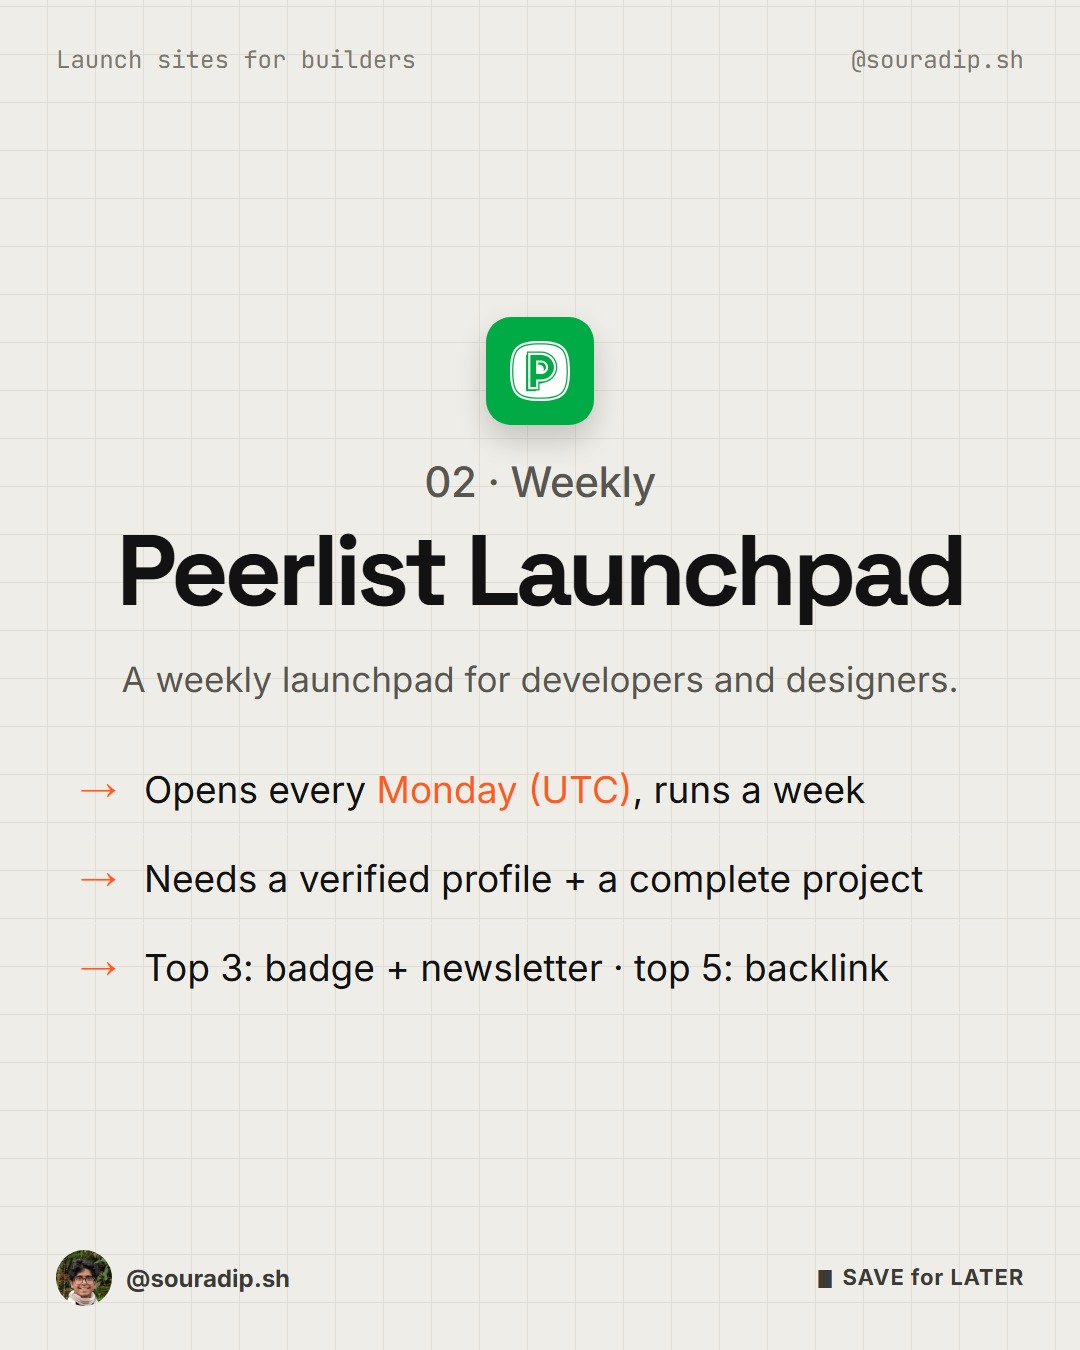 Launch sites for builders
@souradip.sh
P
02 · Weekly
Peerlist Launchpad
A weekly launchpad for developers and designers.
→ Opens every Monday (UTC), runs a week
→ Needs a verified profile + a complete project
→ Top 3: badge + newsletter · top 5: backlink
@souradip.sh
SAVE for LATER